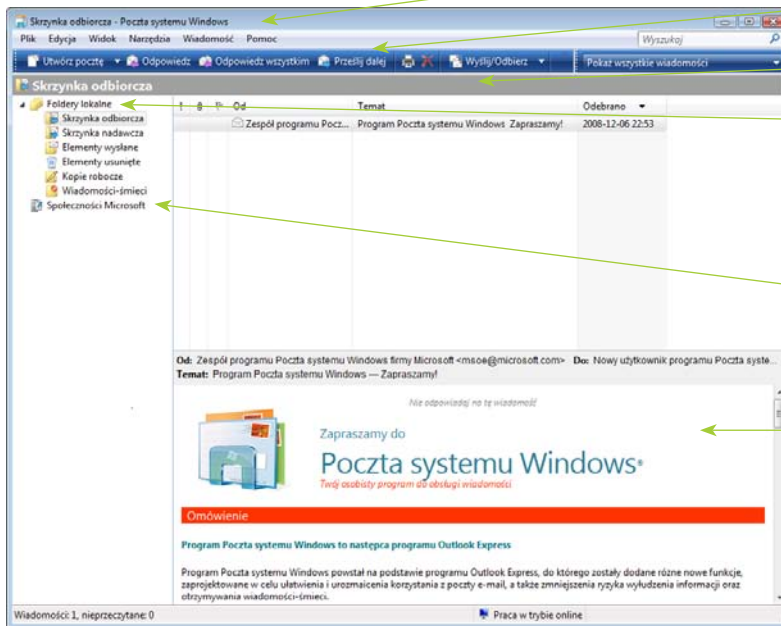 Skrzynka odbiorcza - Poczta systemu Windows
Plik Edycja Widok Narzędzia Wiadomość Pomoc
Wyszukaj
Utwórz pocztę Odpowiedz Odpowiedz wszystkim Prześlij dalej Wyślij/Odbierz Pokaż wszystkie wiadomości
Skrzynka odbiorcza
Foldery lokalne
Skrzynka odbiorcza
Skrzynka nadawcza
Elementy wysłane
Elementy usunięte
Kopie robocze
Wiadomości-śmieci
Społeczności Microsoft
! Od Temat Odebrano
Zespół programu Pocz... Program Poczta systemu Windows Zapraszamy! 2008-12-06 22:53
Od: Zespół programu Poczta systemu Windows firmy Microsoft <msoe@microsoft.com> Do: Nowy użytkownik programu Poczta syste...
Temat: Program Poczta systemu Windows — Zapraszamy!
Nie odpowiadaj na tę wiadomość
Zapraszamy do
Poczta systemu Windows
Twój osobisty program do obsługi wiadomości
Omówienie
Program Poczta systemu Windows to następca programu Outlook Express
Program Poczta systemu Windows powstał na podstawie programu Outlook Express, do którego zostały dodane różne nowe funkcje,
zaprojektowane w celu ułatwienia i urozmaicenia korzystania z poczty e-mail, a także zmniejszenia ryzyka wyłudzenia informacji oraz
otrzymywania wiadomości-śmieci.
Wiadomości: 1, nieprzeczytane: 0
Praca w trybie online